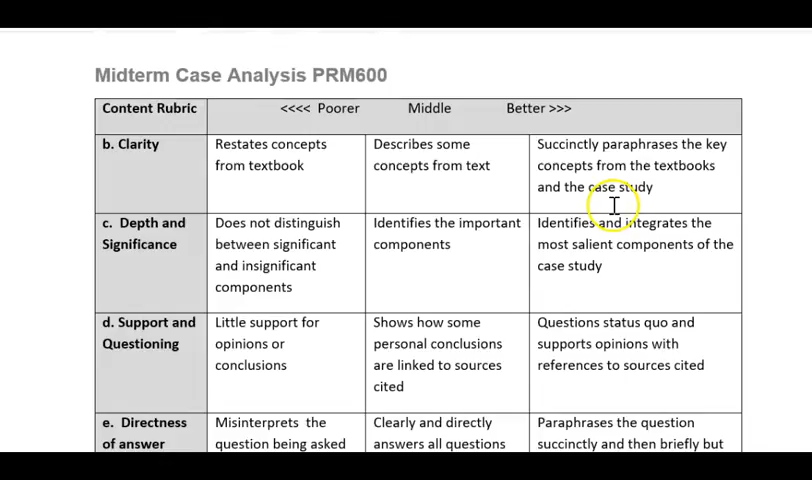 Midterm Case Analysis PRM600
Content Rubric <<<< Poorer Middle Better >>>
b. Clarity
Restates concepts
from textbook
Describes some
concepts from text
Succinctly paraphrases the key
concepts from the textbooks
and the case study
c. Depth and
Significance
Does not distinguish
between significant
and insignificant
components
Identifies the important
components
Identifies and integrates the
most salient components of the
case study
d. Support and
Questioning
Little support for
opinions or
conclusions
Shows how some
personal conclusions
are linked to sources
cited
Questions status quo and
supports opinions with
references to sources cited
e. Directness
of answer
Misinterprets the
question being asked
Clearly and directly
answers all questions
Paraphrases the question
succinctly and then briefly but